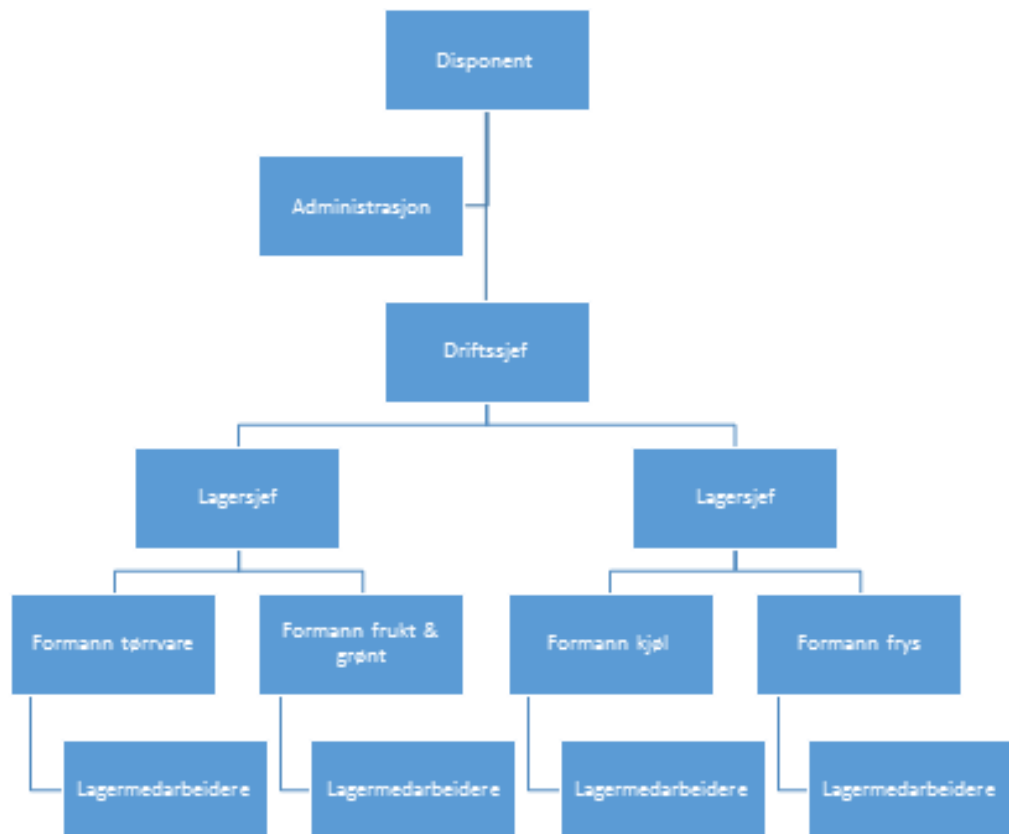 Disponent
Administrasjon
Driftssjef
Lagersjef
Lagersjef
Formann tørrvare
Formann frukt &
grønt
Formann kjøl
Formann frys
Lagermedarbeidere
Lagermedarbeidere
Lagermedarbeidere
Lagermedarbeidere